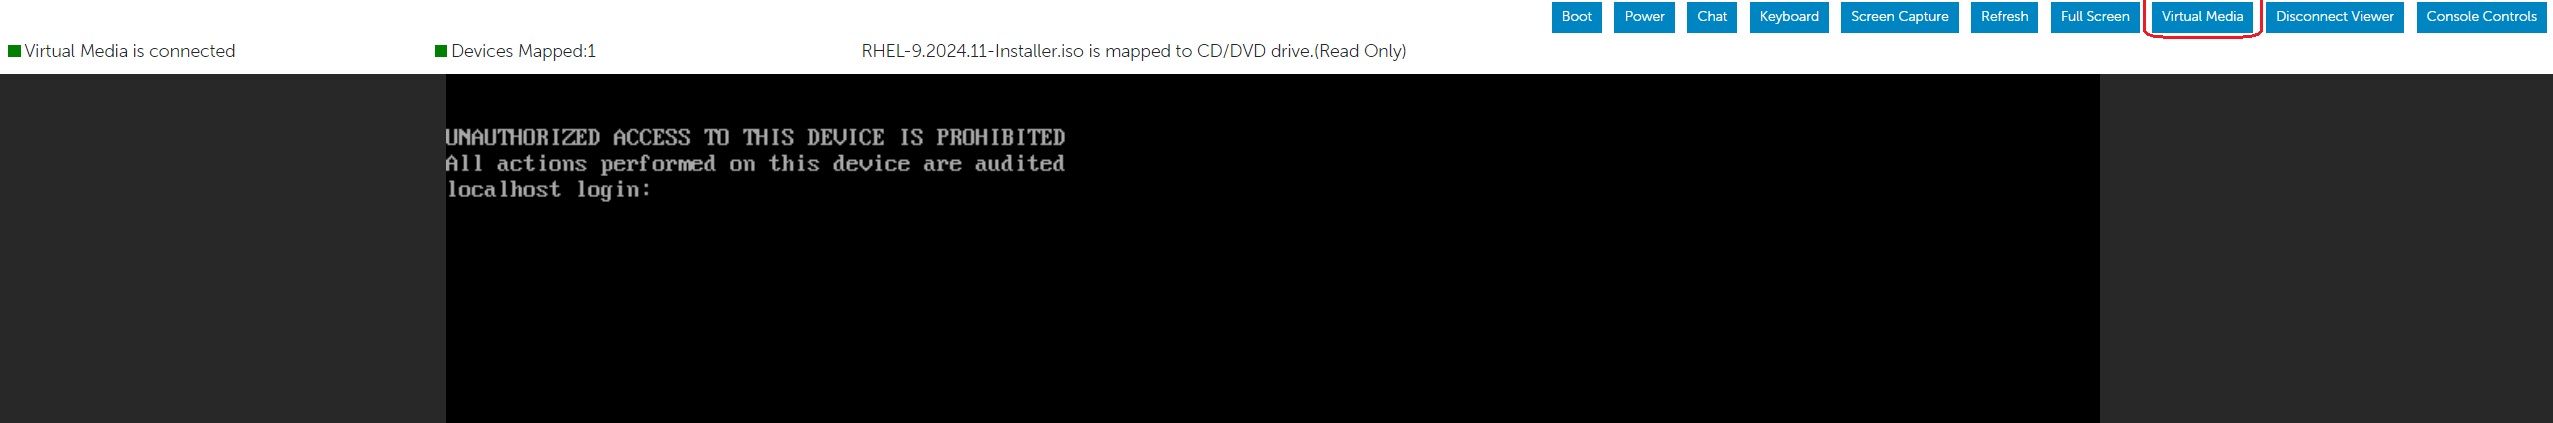 Boot Power Chat Keyboard Screen Capture Refresh Full Screen Virtual Media Disconnect Viewer Console Controls
Virtual Media is connected Devices Mapped:1 RHEL-9.2024.11-Installer.iso is mapped to CD/DVD drive.(Read Only)
UNAUTHORIZED ACCESS TO THIS DEVICE IS PROHIBITED
All actions performed on this device are audited
localhost login: